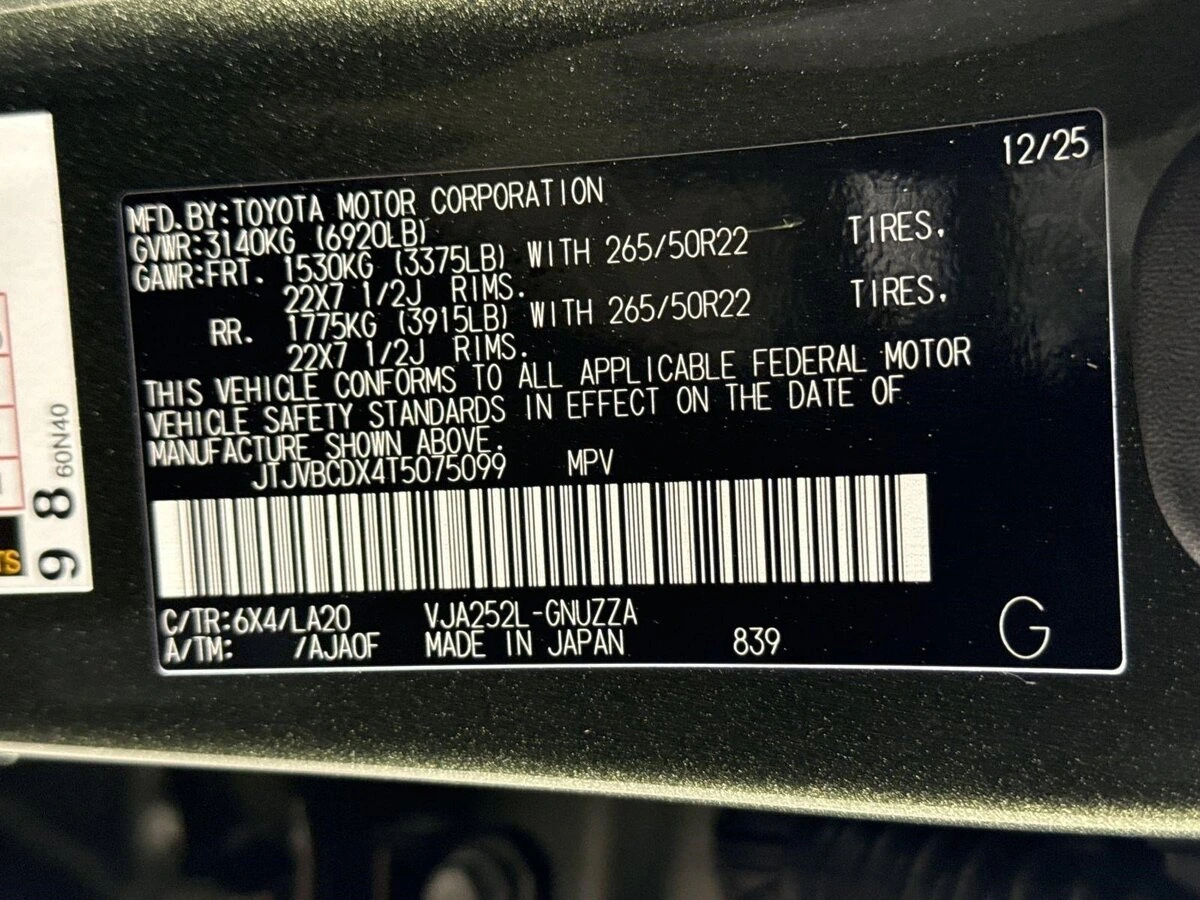 12/25
MFD.BY:TOYOTA MOTOR CORPORATION
GVWR:3140KG (6920LB)
GAWR:FRT. 1530KG (3375LB) WITH 265/50R22 TIRES,
22X7 1/2J RIMS.
RR. 1775KG (3915LB) WITH 265/50R22 TIRES,
22X7 1/2J RIMS.
THIS VEHICLE CONFORMS TO ALL APPLICABLE FEDERAL MOTOR
VEHICLE SAFETY STANDARDS IN EFFECT ON THE DATE OF
MANUFACTURE SHOWN ABOVE.
JTJVBCDX4T5075099 MPV
C/TR:6X4/LA20 VJA252L-GNUZZA
A/TM: /AJA0F MADE IN JAPAN 839 G
98
60N40
TS